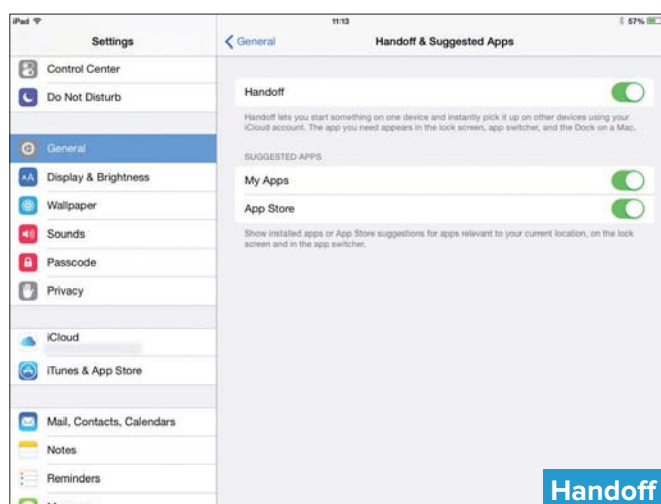 iPad 11:13 57%
Settings
Control Center
Do Not Disturb
General
Display & Brightness
Wallpaper
Sounds
Passcode
Privacy
iCloud
iTunes & App Store
Mail, Contacts, Calendars
Notes
Reminders
General Handoff & Suggested Apps
Handoff
Handoff lets you start something on one device and instantly pick it up on other devices using your
iCloud account. The app you need appears in the lock screen, app switcher, and the Dock on a Mac.
SUGGESTED APPS
My Apps
App Store
Show installed apps or App Store suggestions for apps relevant to your current location, on the lock
screen and in the app switcher.
Handoff